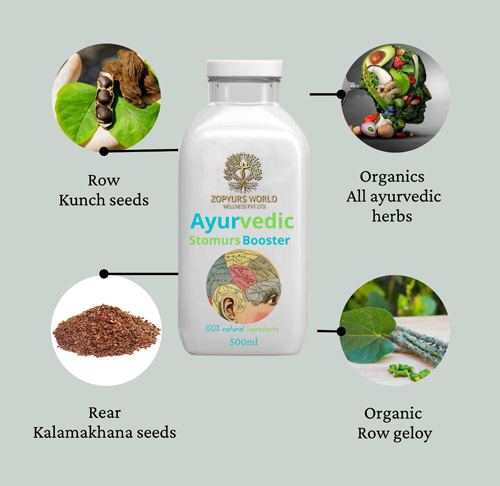 Row
Kunch seeds
Organics
All ayurvedic
herbs
ZOPYURS WORLD
WELLNESS PVT.LTD.
Ayurvedic
Stomurs Booster
100% natural ingredients
500ml
Rear
Kalamakhana seeds
Organic
Row geloy